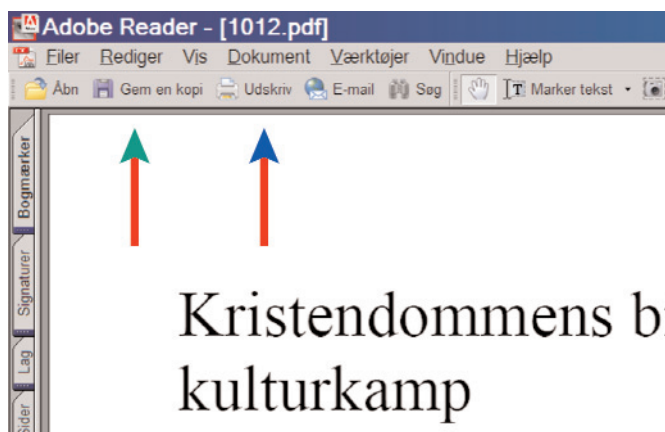 Adobe Reader - [1012.pdf]
Filer Rediger Vis Dokument Værktøjer Vindue Hjælp
Åbn Gem en kopi Udskriv E-mail Søg T Marker tekst
Bogmærker
Signaturer
Lag
Sider
Kristendommens
kulturkamp